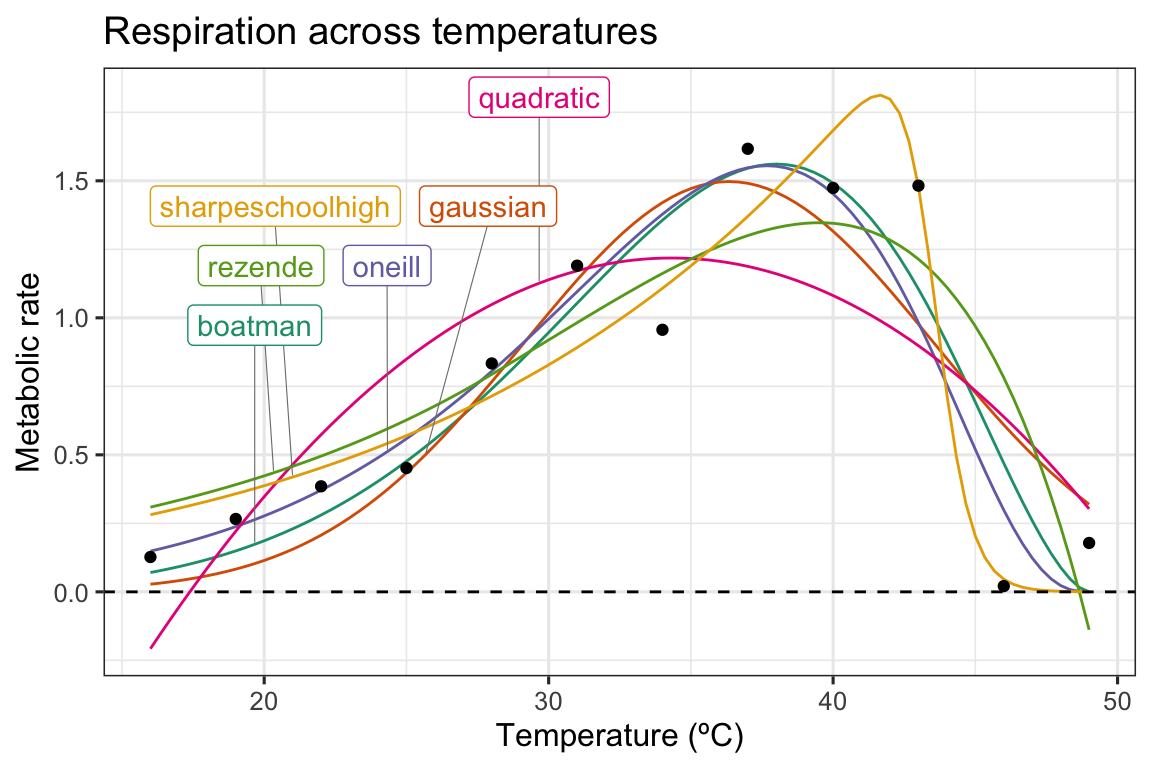 Respiration across temperatures
quadratic
sharpeschoolhigh
gaussian
rezende
oneill
boatman
Metabolic rate
1.5
1.0
0.5
0.0
20
30
40
50
Temperature (ºC)